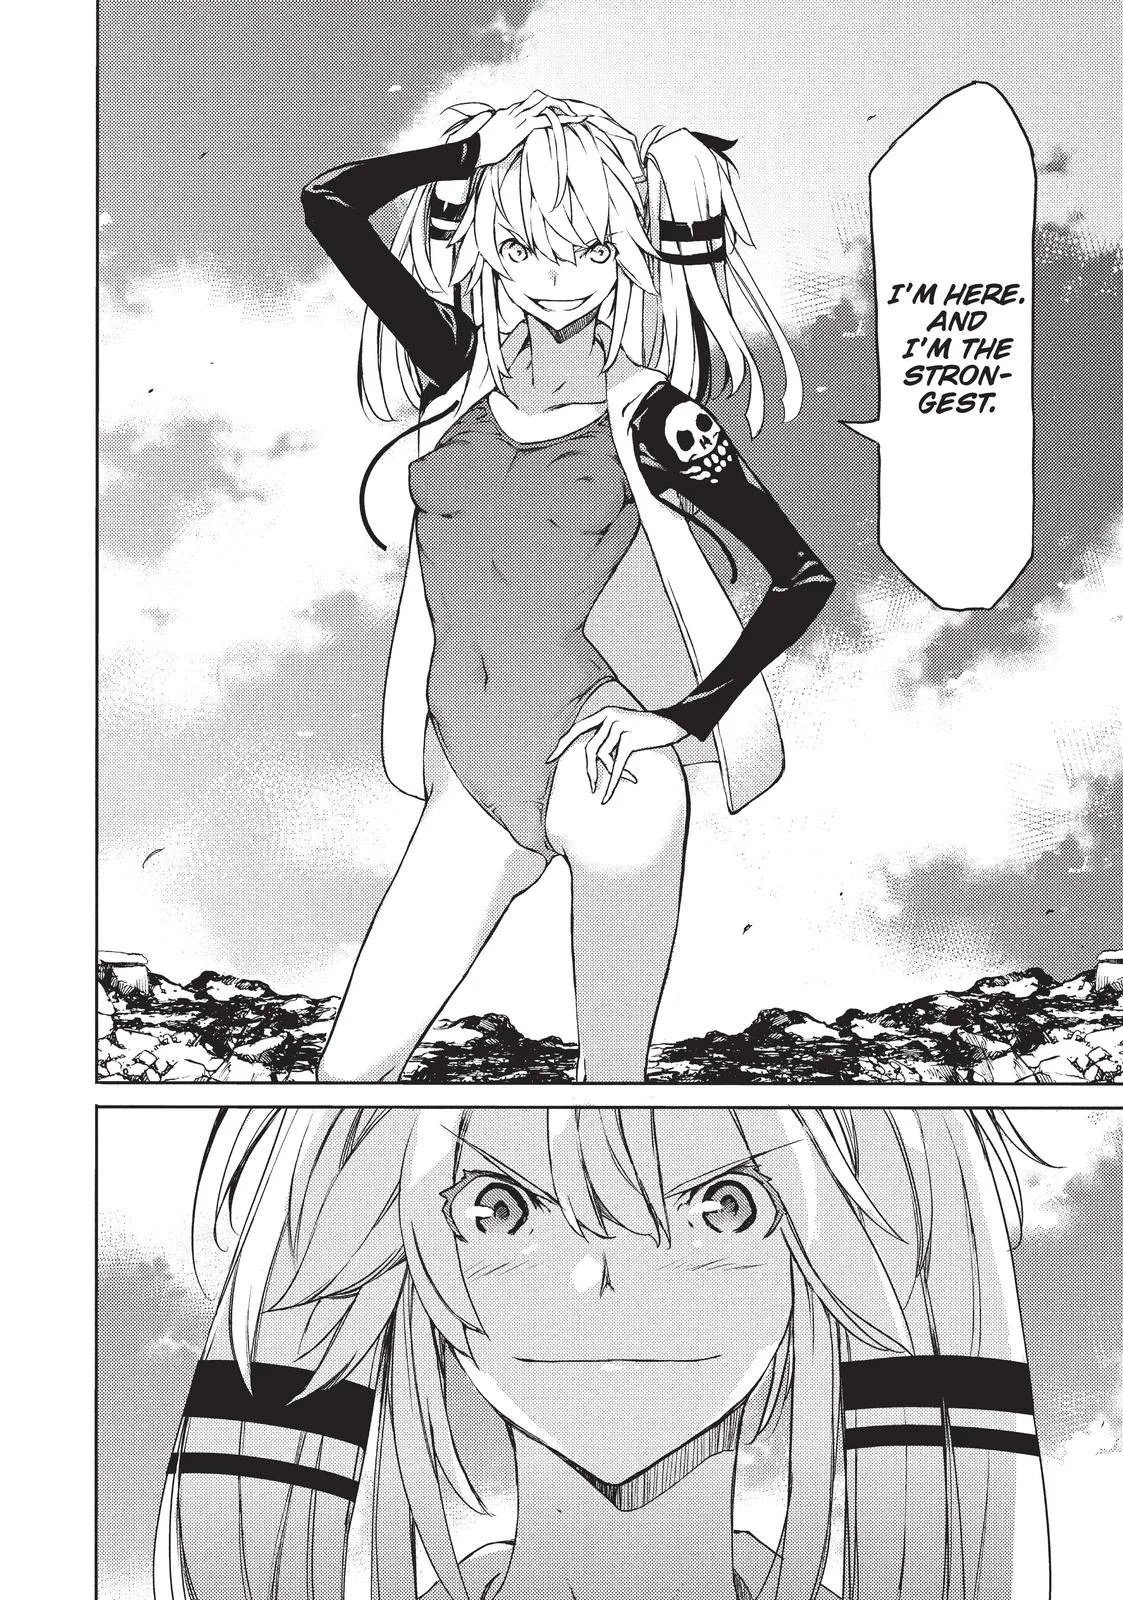 I'M HERE.
AND
I'M THE
STRON-
GEST.